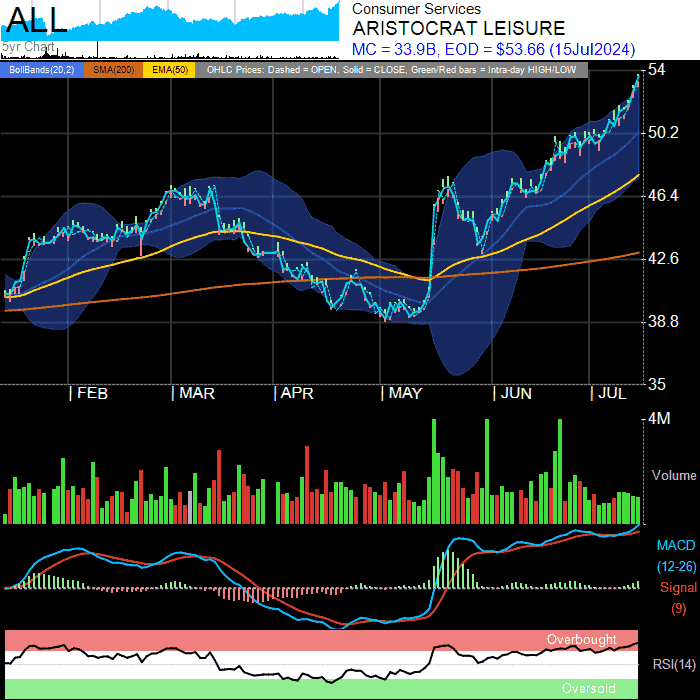 ALL
5yr Chart
Consumer Services
ARISTOCRAT LEISURE
MC = 33.9B, EOD = $53.66 (15Jul2024)
BollBands(20,2) SMA(200) EMA(50) OHLC Prices: Dashed = OPEN, Solid = CLOSE, Green/Red bars = Intra-day HIGH/LOW
54
50.2
46.4
42.6
38.8
35
| FEB | MAR | APR | MAY | JUN | JUL
4M
Volume
MACD
(12-26)
Signal
(9)
Overbought
RSI(14)
Oversold